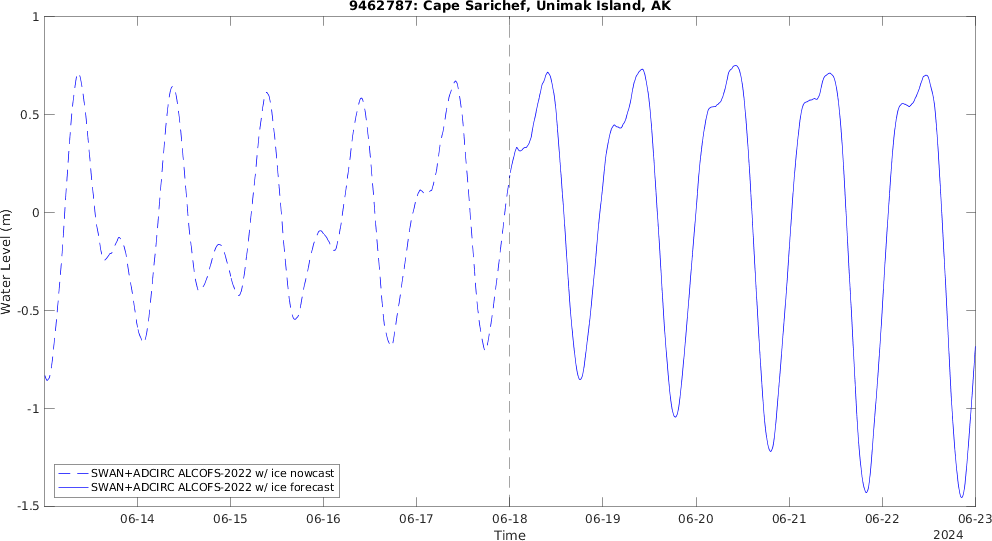 9462787: Cape Sarichef, Unimak Island, AK
1
0.5
0
-0.5
-1
-1.5
Water Level (m)
SWAN+ADCIRC ALCOFS-2022 w/ ice nowcast
SWAN+ADCIRC ALCOFS-2022 w/ ice forecast
06-14 06-15 06-16 06-17 06-18 06-19 06-20 06-21 06-22 06-23
Time
2024